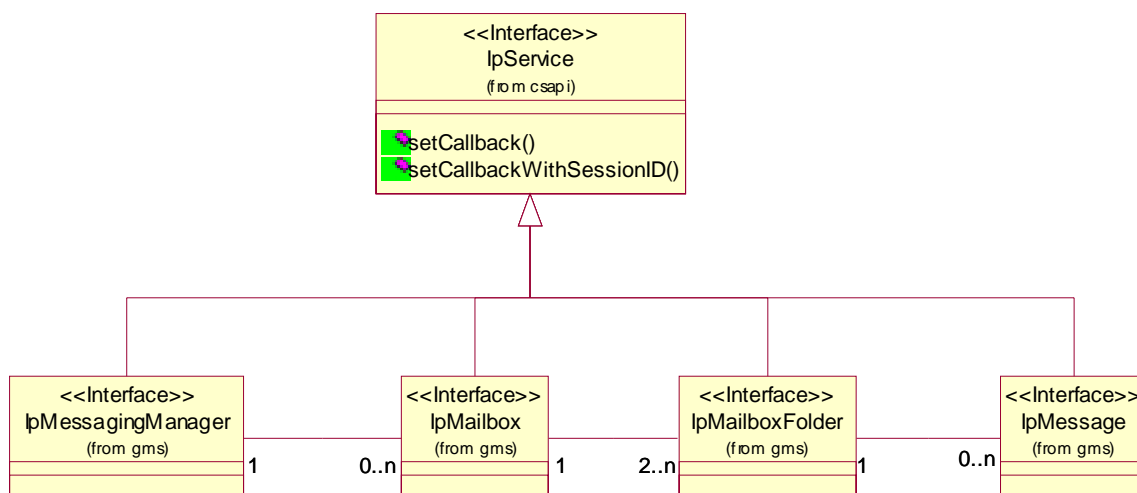 <<Interface>>
IpService
(from csapi)
setCallback()
setCallbackWithSessionID()
<<Interface>>
IpMessagingManager
(from gms)
<<Interface>>
IpMailbox
(from gms)
<<Interface>>
IpMailboxFolder
(from gms)
<<Interface>>
IpMessage
(from gms)
1
0..n
1
2..n
1
0..n